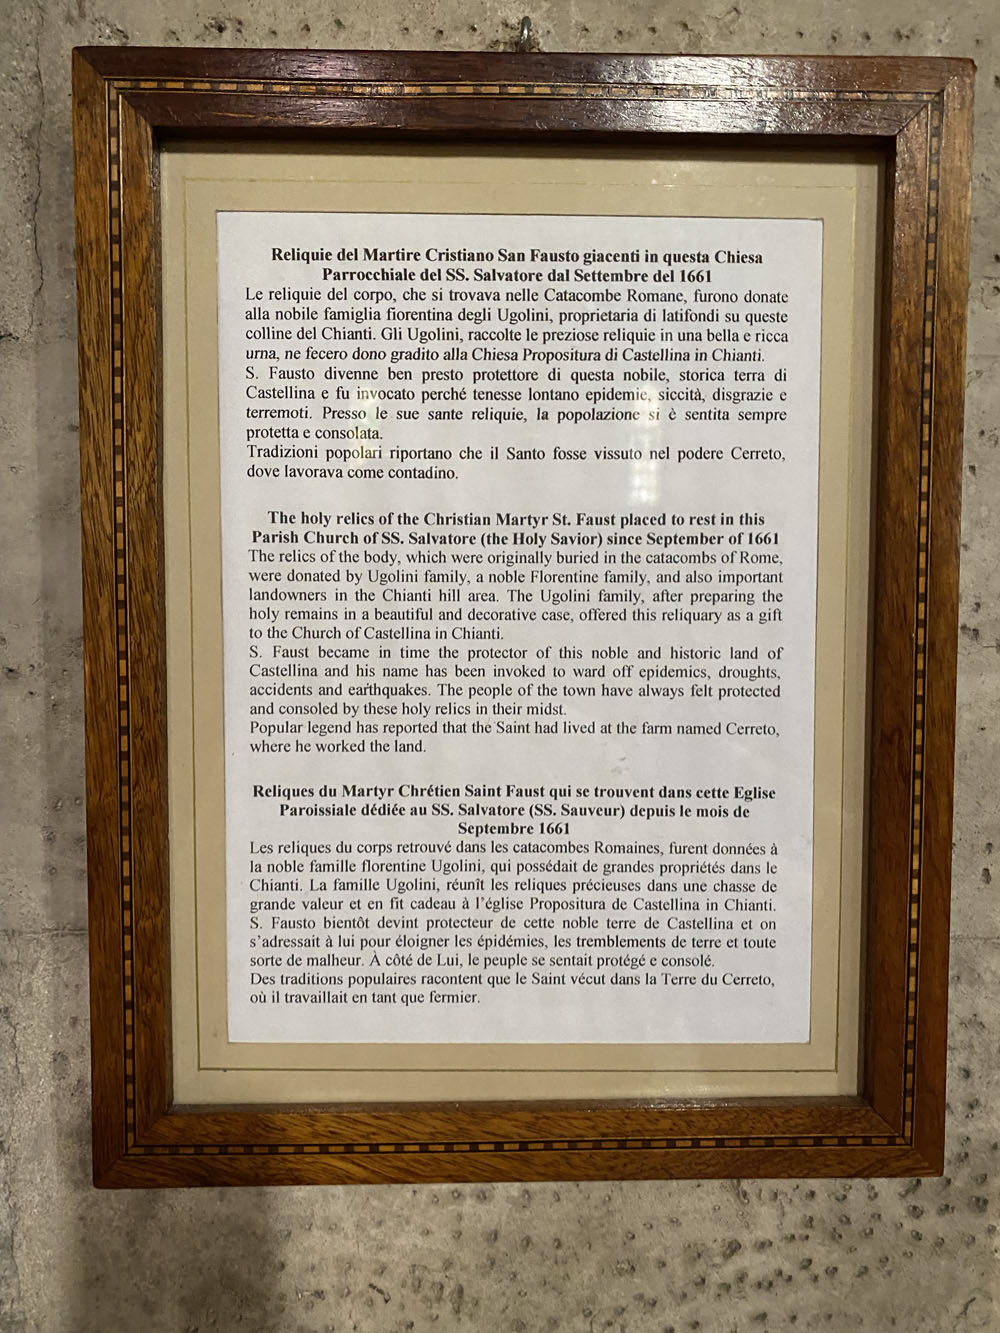 Reliquie del Martire Cristiano San Fausto giacenti in questa Chiesa
Parrocchiale del SS. Salvatore dal Settembre del 1661
Le reliquie del corpo, che si trovava nelle Catacombe Romane, furono donate
alla nobile famiglia fiorentina degli Ugolini, proprietaria di latifondi su queste
colline del Chianti. Gli Ugolini, raccolte le preziose reliquie in una bella e ricca
urna, ne fecero dono gradito alla Chiesa Propositura di Castellina in Chianti.
S. Fausto divenne ben presto protettore di questa nobile, storica terra di
Castellina e fu invocato perché tenesse lontano epidemie, siccità, disgrazie e
terremoti. Presso le sue sante reliquie, la popolazione si è sentita sempre
protetta e consolata.
Tradizioni popolari riportano che il Santo fosse vissuto nel podere Cerreto,
dove lavorava come contadino.
The holy relics of the Christian Martyr St. Faust placed to rest in this
Parish Church of SS. Salvatore (the Holy Savior) since September of 1661
The relics of the body, which were originally buried in the catacombs of Rome,
were donated by Ugolini family, a noble Florentine family, and also important
landowners in the Chianti hill area. The Ugolini family, after preparing the
holy remains in a beautiful and decorative case, offered this reliquary as a gift
to the Church of Castellina in Chianti.
S. Faust became in time the protector of this noble and historic land of
Castellina and his name has been invoked to ward off epidemics, droughts,
accidents and earthquakes. The people of the town have always felt protected
and consoled by these holy relics in their midst.
Popular legend has reported that the Saint had lived at the farm named Cerreto,
where he worked the land.
Reliques du Martyr Chrétien Saint Faust qui se trouvent dans cette Eglise
Paroissiale dédiée au SS. Salvatore (SS. Sauveur) depuis le mois de
Septembre 1661
Les reliques du corps retrouvé dans les catacombes Romaines, furent données à
la noble famille florentine Ugolini, qui possédait de grandes propriétés dans le
Chianti. La famille Ugolini, réunît les reliques précieuses dans une chasse de
grande valeur et en fit cadeau à l'église Propositura de Castellina in Chianti.
S. Fausto bientôt devint protecteur de cette noble terre de Castellina et on
s'adressait à lui pour éloigner les épidémies, les tremblements de terre et toute
sorte de malheur. À côté de Lui, le peuple se sentait protégé e consolé.
Des traditions populaires racontent que le Saint vécut dans la Terre du Cerreto,
où il travaillait en tant que fermier.